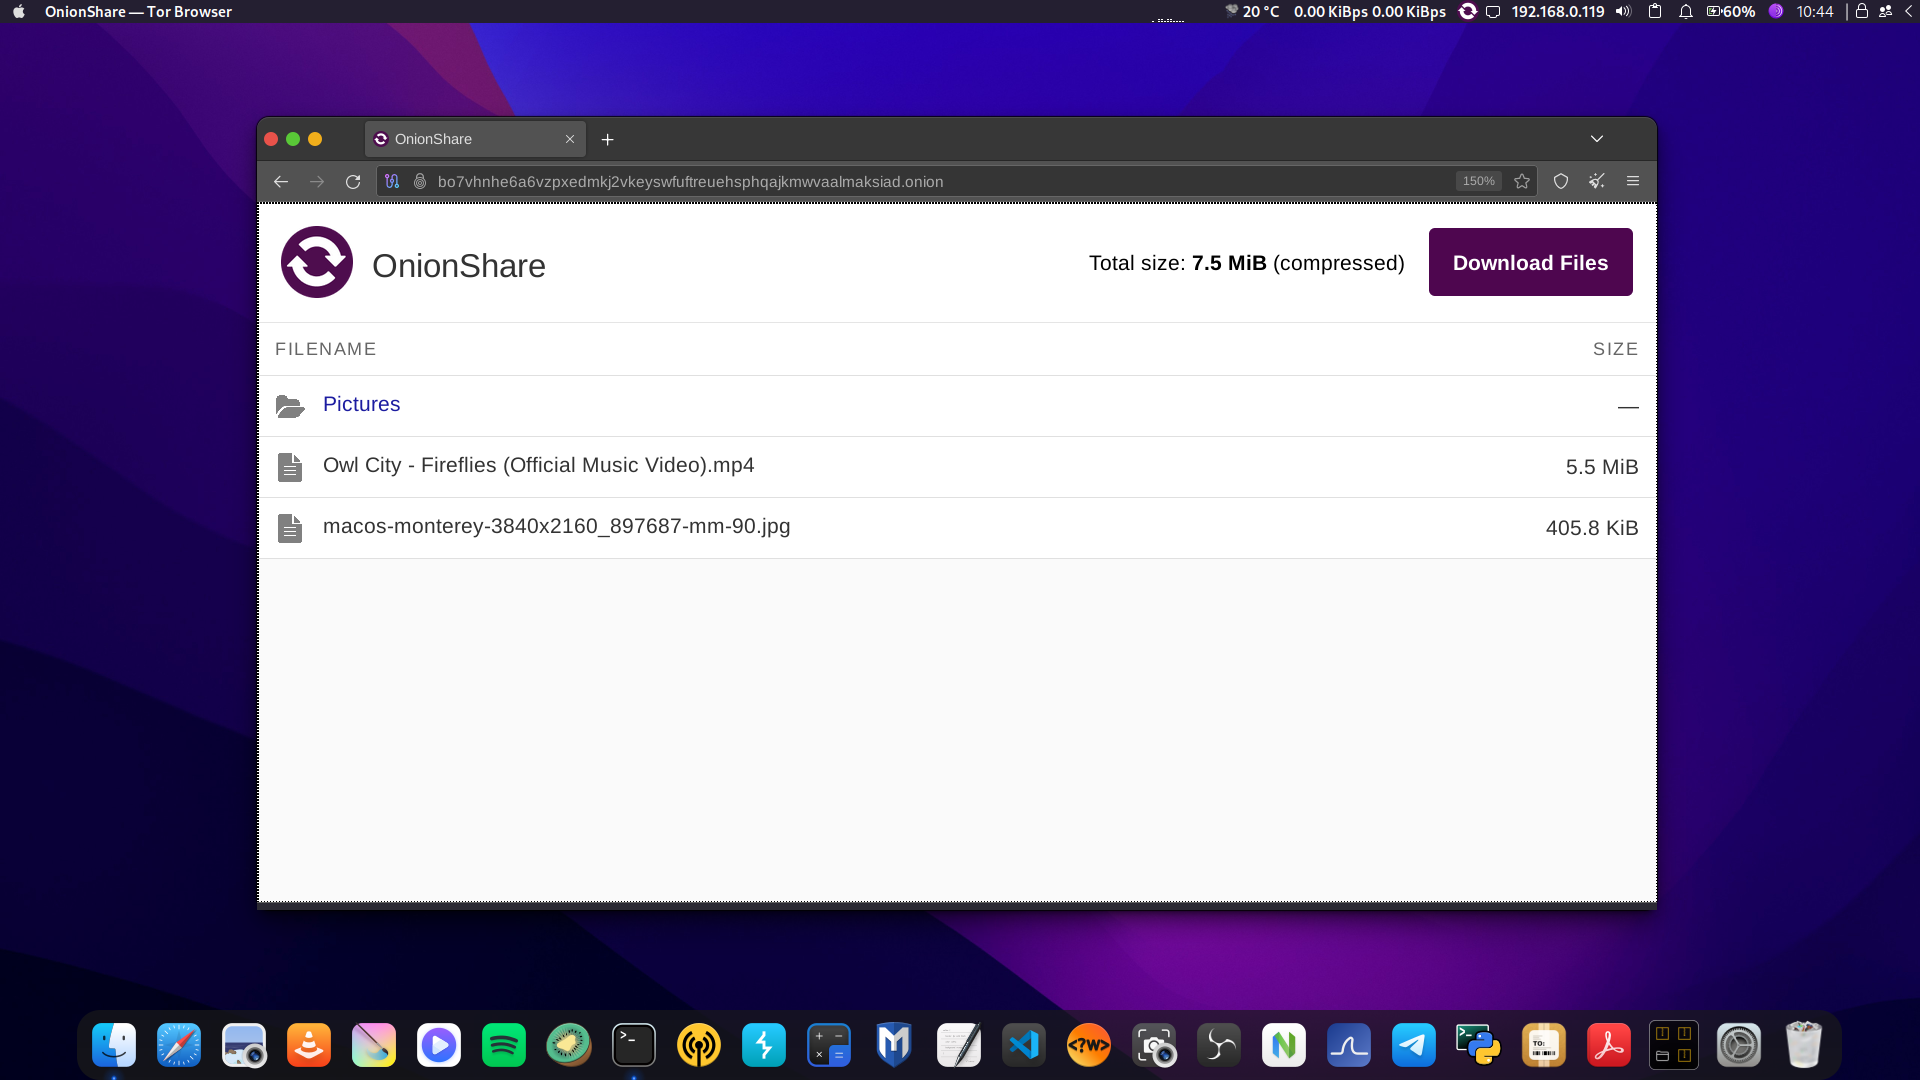 OnionShare — Tor Browser
20 °C 0.00 KiBps 0.00 KiBps 192.168.0.119 60% 10:44
OnionShare
bo7vhnhe6a6vzpxedmkj2vkeyswfuftreuehsphqajkmwvaalmaksiad.onion 150%
OnionShare
Total size: 7.5 MiB (compressed)
Download Files
FILENAME SIZE
Pictures —
Owl City - Fireflies (Official Music Video).mp4 5.5 MiB
macos-monterey-3840x2160_897687-mm-90.jpg 405.8 KiB
>_
<?w>
TO: